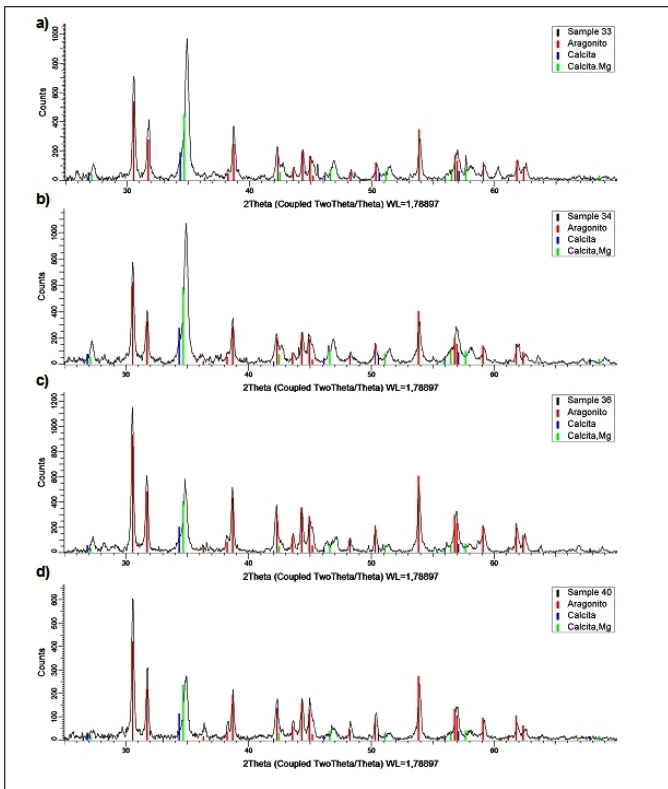 a)
Sample 33
Aragonito
Calcita
Calcita,Mg
Counts
1000
800
600
400
200
0
30
40
50
60
2Theta (Coupled TwoTheta/Theta) WL=1,78897
b)
Sample 34
Aragonito
Calcita
Calcita,Mg
Counts
1000
800
600
400
200
0
30
40
50
60
2Theta (Coupled TwoTheta/Theta) WL=1,78897
c)
Sample 36
Aragonito
Calcita
Calcita,Mg
Counts
1200
1000
800
600
400
200
0
30
40
50
60
2Theta (Coupled TwoTheta/Theta) WL=1,78897
d)
Sample 40
Aragonito
Calcita
Calcita,Mg
Counts
600
500
400
300
200
100
0
30
40
50
60
2Theta (Coupled TwoTheta/Theta) WL=1,78897